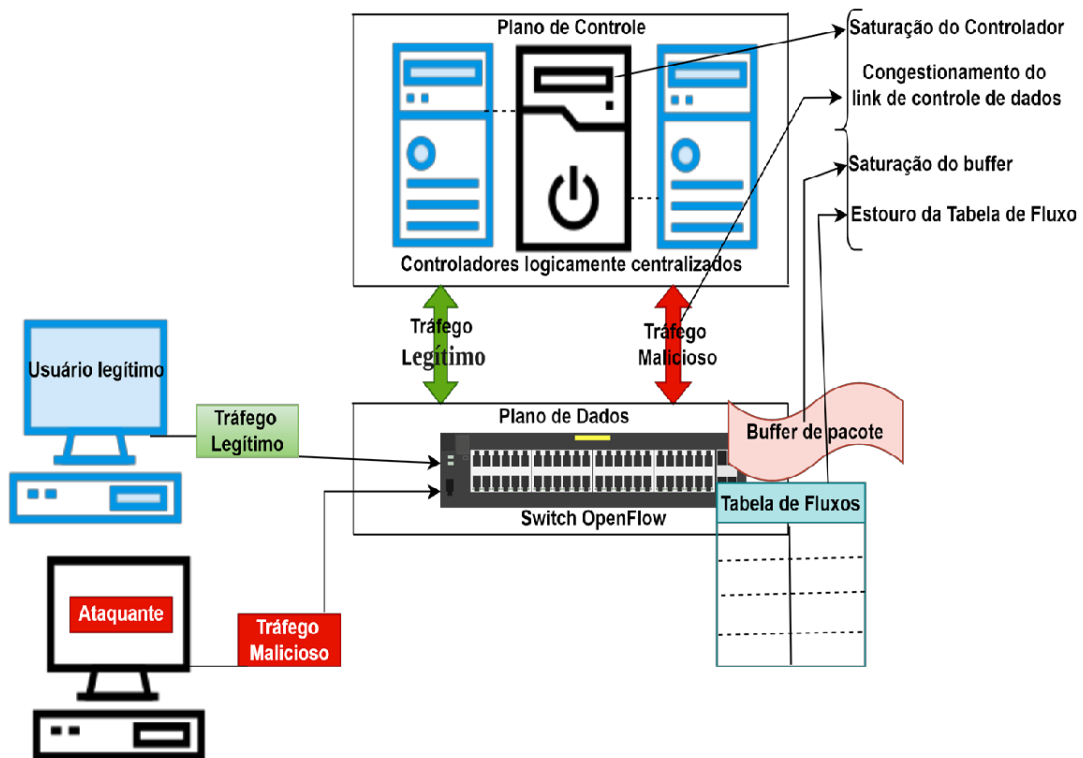 Plano de Controle
Saturação do Controlador
Congestionamento do
link de controle de dados
Saturação do buffer
Estouro da Tabela de Fluxo
Controladores logicamente centralizados
Tráfego
Legítimo
Tráfego
Malicioso
Usuário legítimo
Tráfego
Legítimo
Plano de Dados
Buffer de pacote
Switch OpenFlow
Tabela de Fluxos
Ataquante
Tráfego
Malicioso